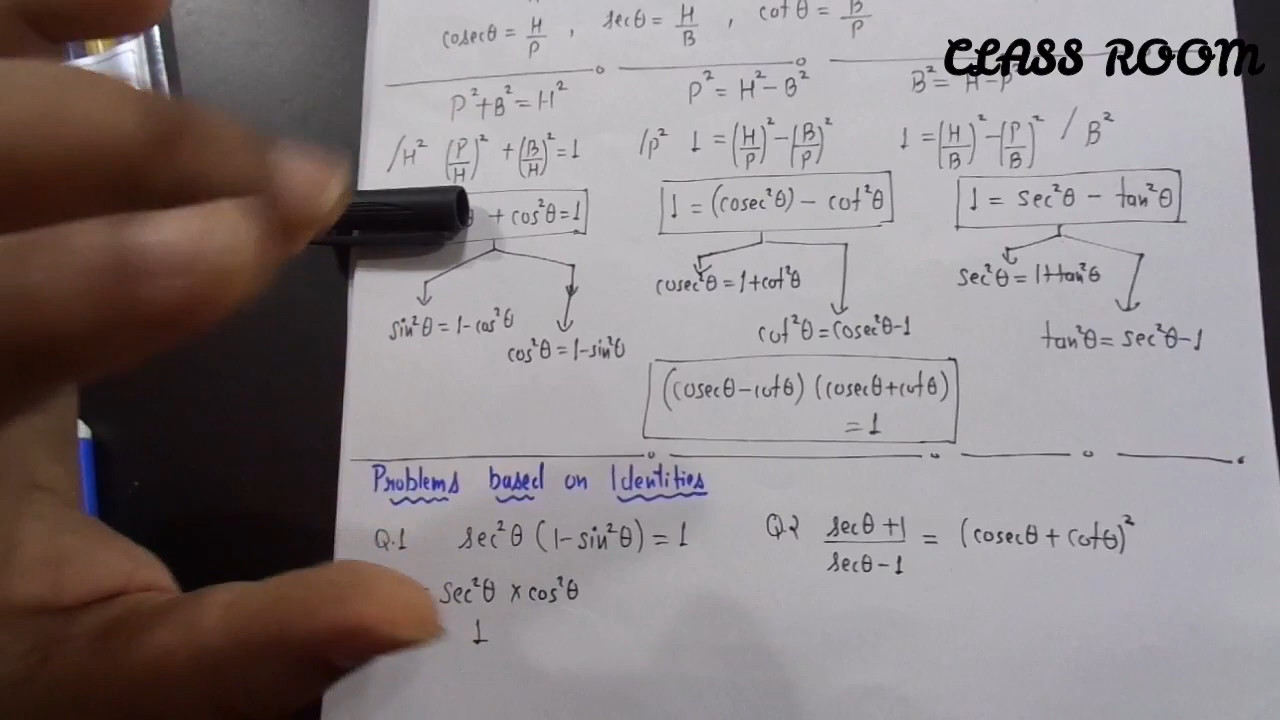 cosecθ = H/P , secθ = H/B , cotθ = B/P
CLASS ROOM
P²+B²=H²
/H² (P/H)² + (B/H)² = 1
θ + cos²θ=1
sin²θ = 1-cos²θ
cos²θ = 1-sin²θ
P² = H² - B²
/P² 1 = (H/P)² - (B/P)²
1 = (cosec²θ) - cot²θ
cosec²θ = 1+cot²θ
cot²θ = cosec²θ-1
(cosecθ-cotθ) (cosecθ+cotθ)
= 1
B² = H²-P²
1 = (H/B)² - (P/B)² / B²
1 = sec²θ - tan²θ
sec²θ = 1+tan²θ
tan²θ = sec²θ-1
Problems based on Identities
Q.1 sec²θ (1-sin²θ) = 1
sec²θ x cos²θ
1
Q.2 secθ+1/secθ-1 = (cosecθ + cotθ)²